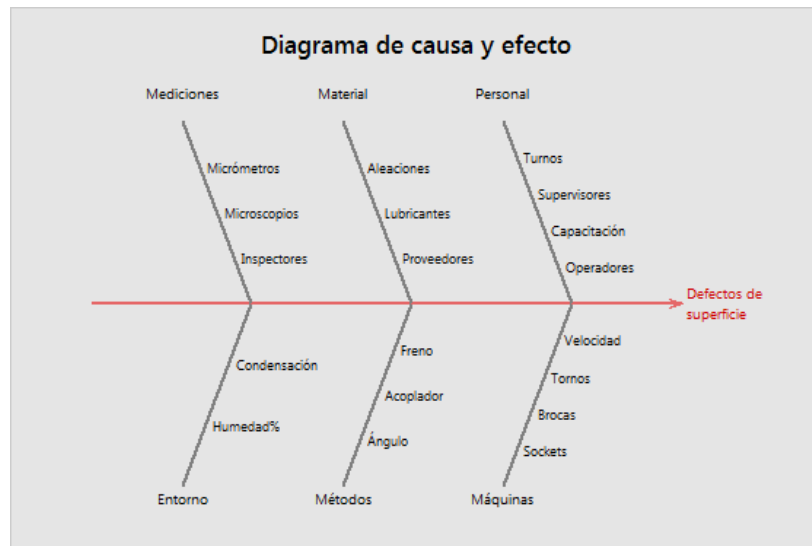 Diagrama de causa y efecto
Mediciones
Material
Personal
Micrómetros
Microscopios
Inspectores
Aleaciones
Lubricantes
Proveedores
Turnos
Supervisores
Capacitación
Operadores
Defectos de
superficie
Condensación
Humedad%
Entorno
Freno
Acoplador
Ángulo
Métodos
Velocidad
Tornos
Brocas
Sockets
Máquinas